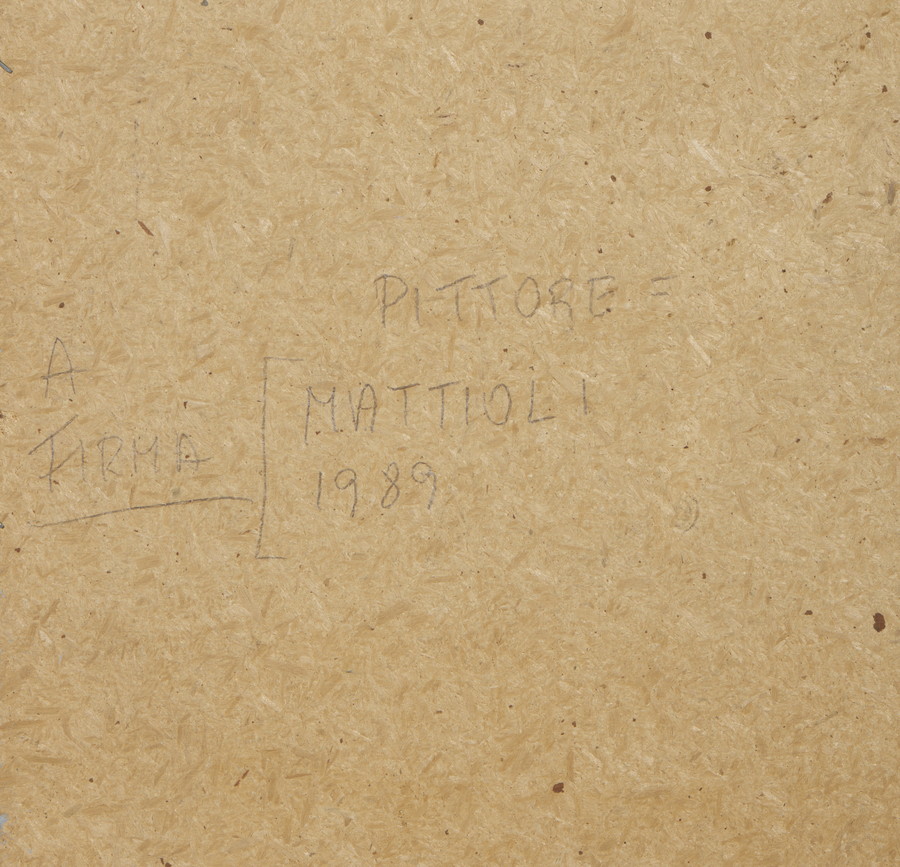 PITTORE =
A
FIRMA
MATTIOLI
1989